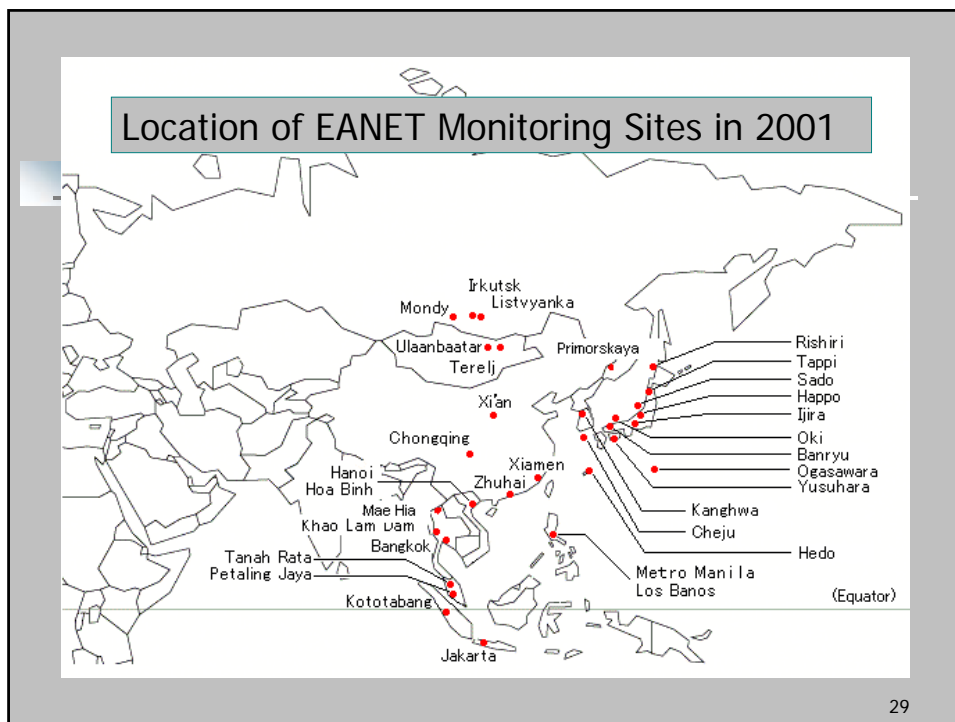 Location of EANET Monitoring Sites in 2001
Irkutsk
Mondy
Listvyanka
Ulaanbaatar
Terelj
Primorskaya
Rishiri
Tappi
Sado
Happo
Ijira
Oki
Banryu
Ogasawara
Yusuhara
Kanghwa
Cheju
Hedo
Xi'an
Chongqing
Xiamen
Zhuhai
Hanoi
Hoa Binh
Mae Hia
Khao Lam Dam
Bangkok
Tanah Rata
Petaling Jaya
Kototabang
Jakarta
Metro Manila
Los Banos
(Equator)
29